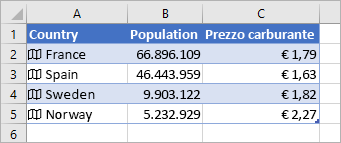 A B C
1 Country Population Prezzo carburante
2 France 66.896.109 € 1,79
3 Spain 46.443.959 € 1,63
4 Sweden 9.903.122 € 1,82
5 Norway 5.232.929 € 2,27
6